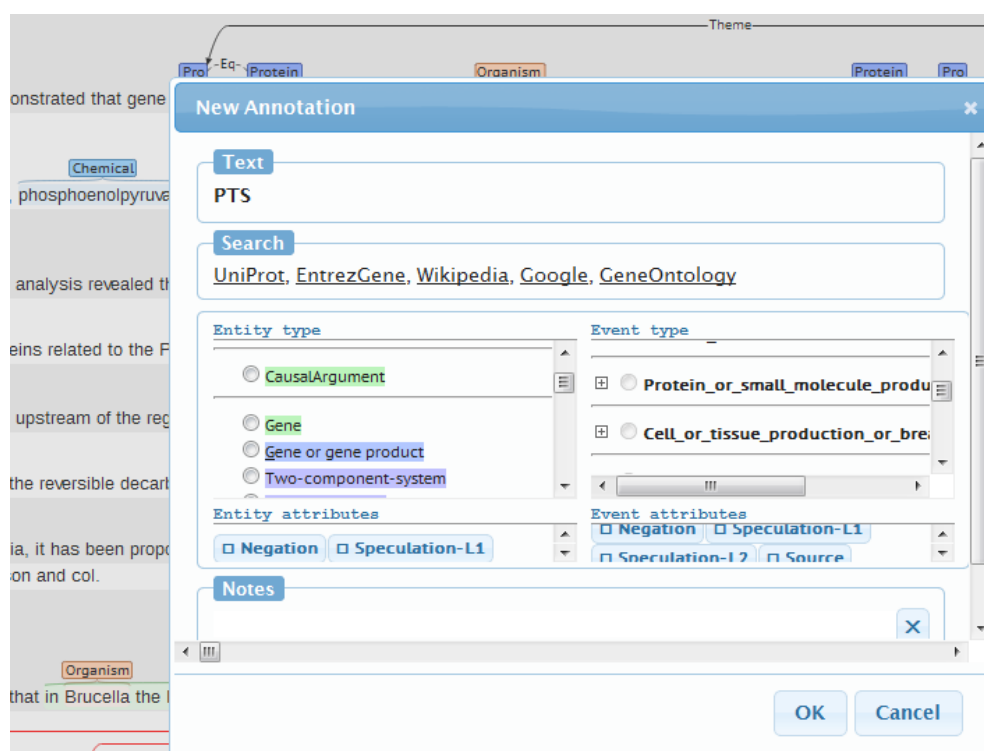 Theme
Pro -Eq- Protein Organism Protein Pro
onstrated that gene
New Annotation ×
Chemical
Text
, phosphoenolpyruva
PTS
Search
UniProt, EntrezGene, Wikipedia, Google, GeneOntology
analysis revealed th
Entity type Event type
eins related to the F
CausalArgument
Protein_or_small_molecule_produ
upstream of the reg
Gene
Cell_or_tissue_production_or_brea
Gene or gene product
Two-component-system
the reversible decarb
Entity attributes Event attributes
Negation Speculation-L1
Negation Speculation-L1
Speculation-L2 Source
ia, it has been propo
son and col.
Notes
×
Organism
that in Brucella the
OK Cancel